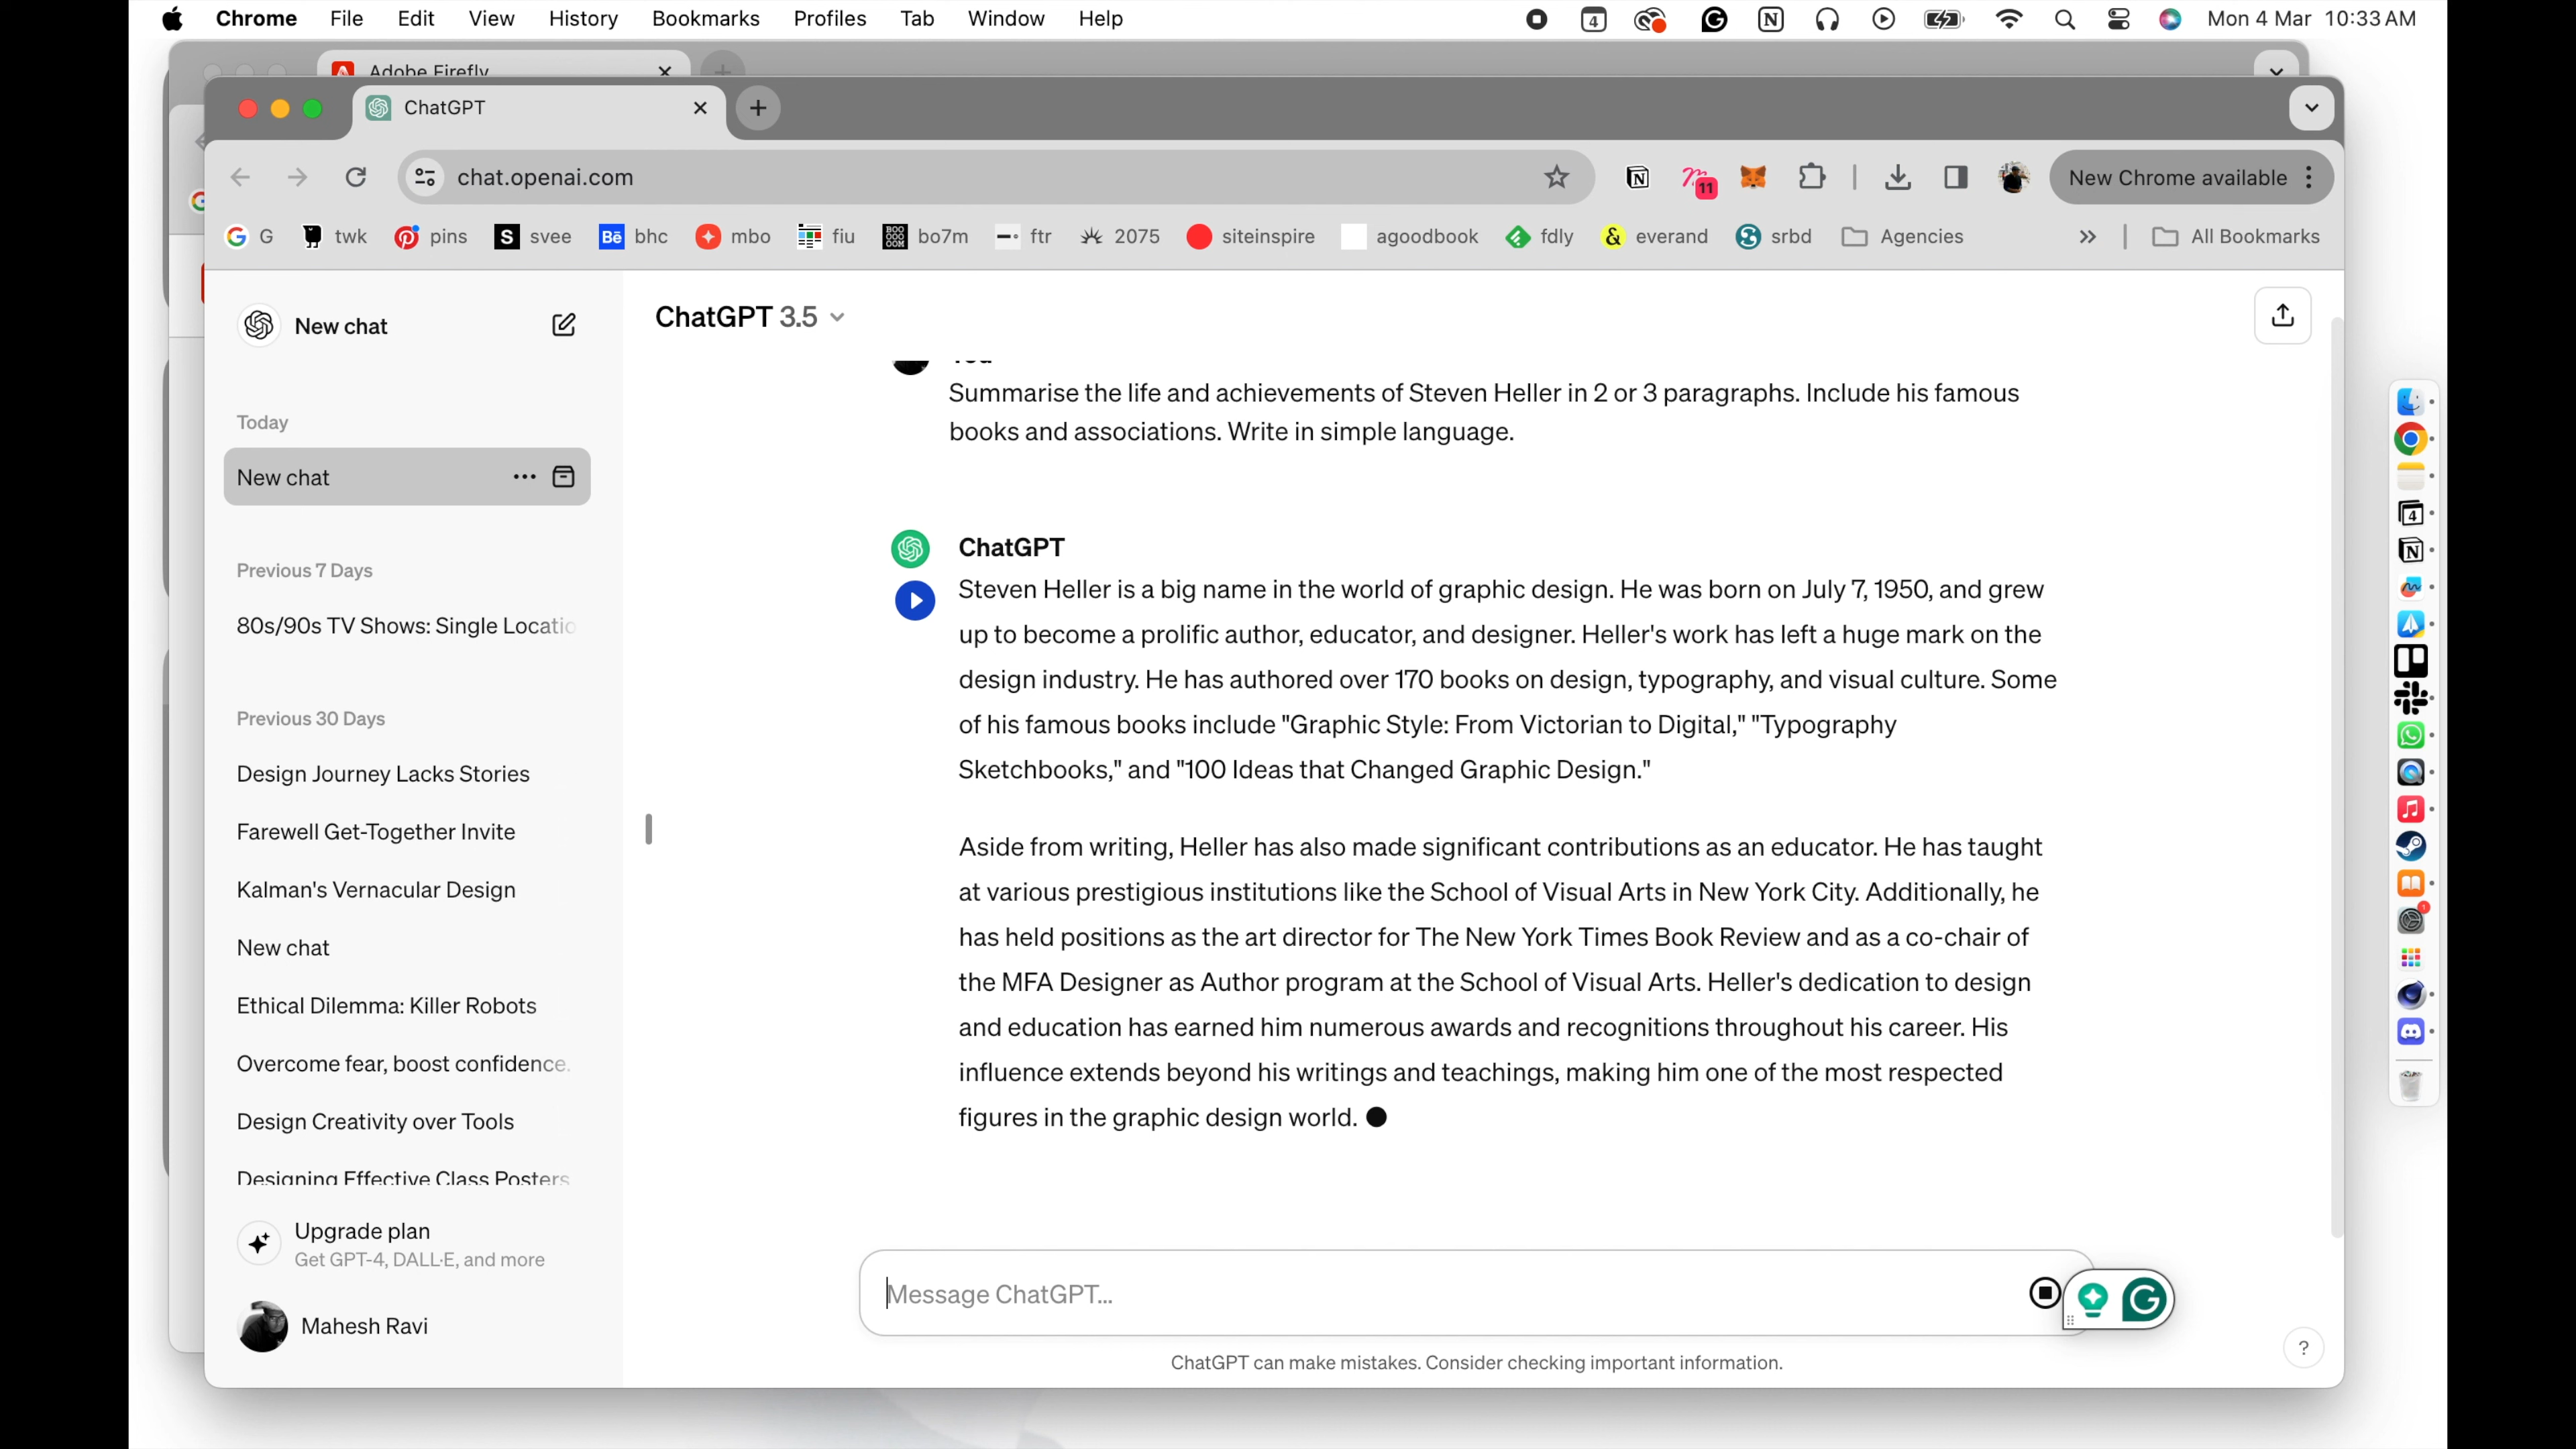 Chrome File Edit View History Bookmarks Profiles Tab Window Help 4 Mon 4 Mar 10:33 AM
Adobe Firefly
ChatGPT
chat.openai.com 11 New Chrome available
G twk pins svee bhc mbo fiu bo7m ftr 2075 siteinspire agoodbook fdly everand srbd Agencies All Bookmarks
New chat
Today
New chat
Previous 7 Days
80s/90s TV Shows: Single Locatio
Previous 30 Days
Design Journey Lacks Stories
Farewell Get-Together Invite
Kalman's Vernacular Design
New chat
Ethical Dilemma: Killer Robots
Overcome fear, boost confidence.
Design Creativity over Tools
Designing Effective Class Posters
Upgrade plan
Get GPT-4, DALL·E, and more
Mahesh Ravi
ChatGPT 3.5
You
Summarise the life and achievements of Steven Heller in 2 or 3 paragraphs. Include his famous
books and associations. Write in simple language.
ChatGPT
Steven Heller is a big name in the world of graphic design. He was born on July 7, 1950, and grew
up to become a prolific author, educator, and designer. Heller's work has left a huge mark on the
design industry. He has authored over 170 books on design, typography, and visual culture. Some
of his famous books include "Graphic Style: From Victorian to Digital," "Typography
Sketchbooks," and "100 Ideas that Changed Graphic Design."
Aside from writing, Heller has also made significant contributions as an educator. He has taught
at various prestigious institutions like the School of Visual Arts in New York City. Additionally, he
has held positions as the art director for The New York Times Book Review and as a co-chair of
the MFA Designer as Author program at the School of Visual Arts. Heller's dedication to design
and education has earned him numerous awards and recognitions throughout his career. His
influence extends beyond his writings and teachings, making him one of the most respected
figures in the graphic design world.
Message ChatGPT...
ChatGPT can make mistakes. Consider checking important information.
?